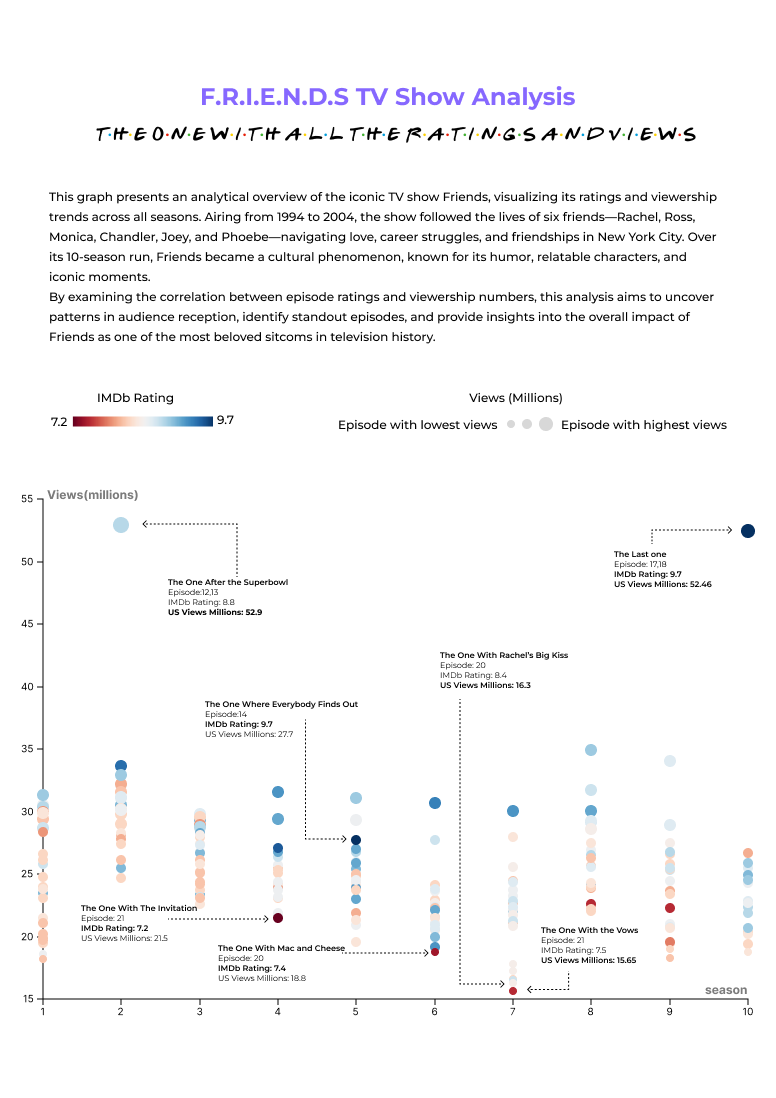 F.R.I.E.N.D.S TV Show Analysis
T·H·E O·N·E W·I·T·H A·L·L T·H·E R·A·T·I·N·G·S A·N·D V·I·E·W·S
This graph presents an analytical overview of the iconic TV show Friends, visualizing its ratings and viewership
trends across all seasons. Airing from 1994 to 2004, the show followed the lives of six friends—Rachel, Ross,
Monica, Chandler, Joey, and Phoebe—navigating love, career struggles, and friendships in New York City. Over
its 10-season run, Friends became a cultural phenomenon, known for its humor, relatable characters, and
iconic moments.
By examining the correlation between episode ratings and viewership numbers, this analysis aims to uncover
patterns in audience reception, identify standout episodes, and provide insights into the overall impact of
Friends as one of the most beloved sitcoms in television history.
IMDb Rating
7.2 9.7
Views (Millions)
Episode with lowest views Episode with highest views
Views(millions)
55
50
45
40
35
30
25
20
15
The One After the Superbowl
Episode:12,13
IMDb Rating: 8.8
US Views Millions: 52.9
The Last one
Episode: 17,18
IMDb Rating: 9.7
US Views Millions: 52.46
The One With Rachel's Big Kiss
Episode: 20
IMDb Rating: 8.4
US Views Millions: 16.3
The One Where Everybody Finds Out
Episode:14
IMDb Rating: 9.7
US Views Millions: 27.7
The One With The Invitation
Episode: 21
IMDb Rating: 7.2
US Views Millions: 21.5
The One With Mac and Cheese
Episode: 20
IMDb Rating: 7.4
US Views Millions: 18.8
The One With the Vows
Episode: 21
IMDb Rating: 7.5
US Views Millions: 15.65
season
1 2 3 4 5 6 7 8 9 10